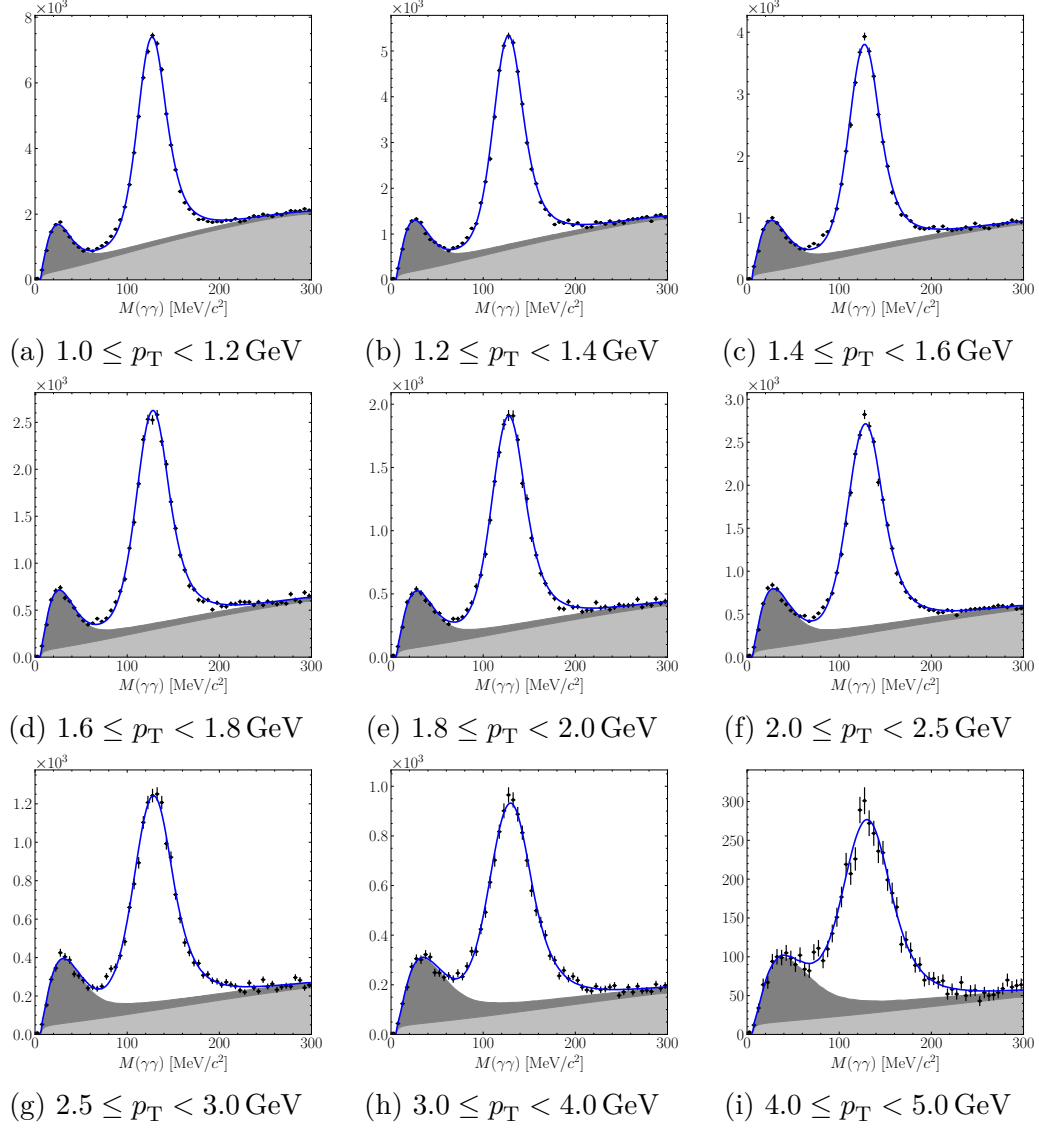 ×10³ ×10³ ×10³
8 6 4 2 0
5 4 3 2 1 0
4 3 2 1 0
0 100 200 300 0 100 200 300 0 100 200 300
M(γγ) [MeV/c²] M(γγ) [MeV/c²] M(γγ) [MeV/c²]
(a) 1.0 ≤ p_T < 1.2 GeV (b) 1.2 ≤ p_T < 1.4 GeV (c) 1.4 ≤ p_T < 1.6 GeV
×10³ ×10³ ×10³
2.5 2.0 1.5 1.0 0.5 0.0
2.0 1.5 1.0 0.5 0.0
3.0 2.5 2.0 1.5 1.0 0.5 0.0
0 100 200 300 0 100 200 300 0 100 200 300
M(γγ) [MeV/c²] M(γγ) [MeV/c²] M(γγ) [MeV/c²]
(d) 1.6 ≤ p_T < 1.8 GeV (e) 1.8 ≤ p_T < 2.0 GeV (f) 2.0 ≤ p_T < 2.5 GeV
×10³ ×10³
1.2 1.0 0.8 0.6 0.4 0.2 0.0
1.0 0.8 0.6 0.4 0.2 0.0
300 250 200 150 100 50 0
0 100 200 300 0 100 200 300 0 100 200 300
M(γγ) [MeV/c²] M(γγ) [MeV/c²] M(γγ) [MeV/c²]
(g) 2.5 ≤ p_T < 3.0 GeV (h) 3.0 ≤ p_T < 4.0 GeV (i) 4.0 ≤ p_T < 5.0 GeV